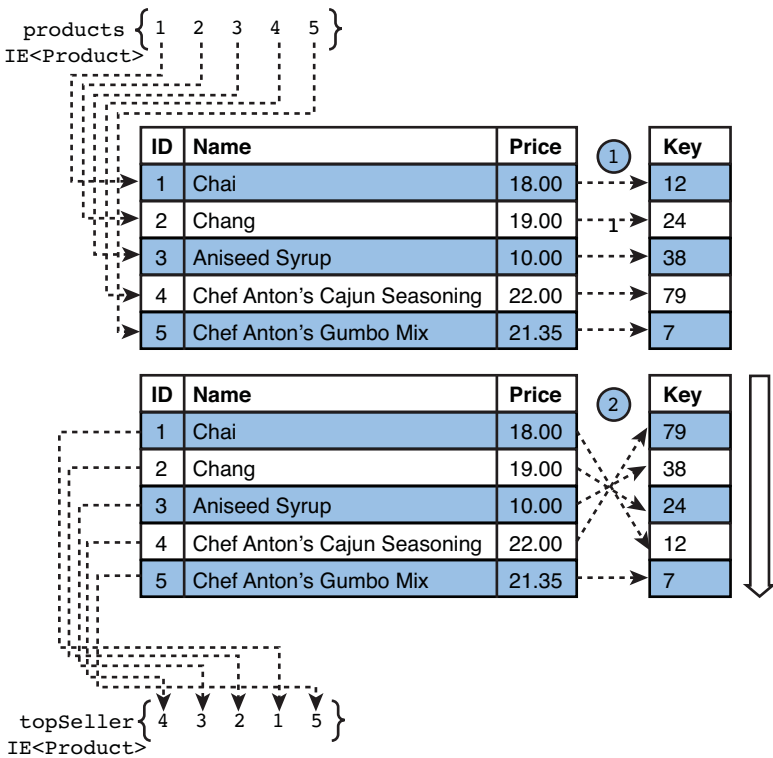 products { 1 2 3 4 5 }
IE<Product>
ID Name Price 1 Key
1 Chai 18.00 12
2 Chang 19.00 1 24
3 Aniseed Syrup 10.00 38
4 Chef Anton's Cajun Seasoning 22.00 79
5 Chef Anton's Gumbo Mix 21.35 7
ID Name Price 2 Key
1 Chai 18.00 79
2 Chang 19.00 38
3 Aniseed Syrup 10.00 24
4 Chef Anton's Cajun Seasoning 22.00 12
5 Chef Anton's Gumbo Mix 21.35 7
topSeller { 4 3 2 1 5 }
IE<Product>